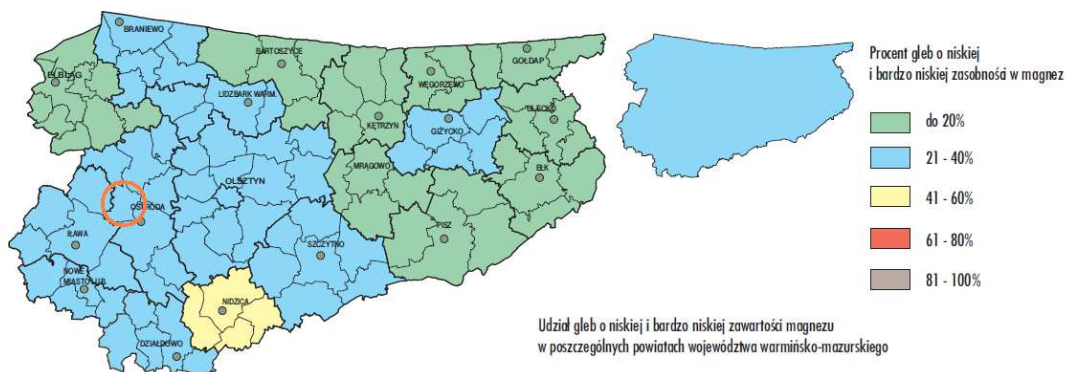 BRANIEWO
BARTOSZYCE
GOŁDAP
ELBLĄG
WĘGORZEWO
LIDZBARK WARM.
OLECKO
KĘTRZYN
GIŻYCKO
MRĄGOWO
OLSZTYN
EŁK
OSTRÓDA
PISZ
IŁAWA
SZCZYTNO
NOWE
MIASTO LUB.
NIDZICA
DZIAŁDOWO
Procent gleb o niskiej
i bardzo niskiej zasobności w magnez
do 20%
21 - 40%
41 - 60%
61 - 80%
81 - 100%
Udział gleb o niskiej i bardzo niskiej zawartości magnezu
w poszczególnych powiatach województwa warmińsko-mazurskiego